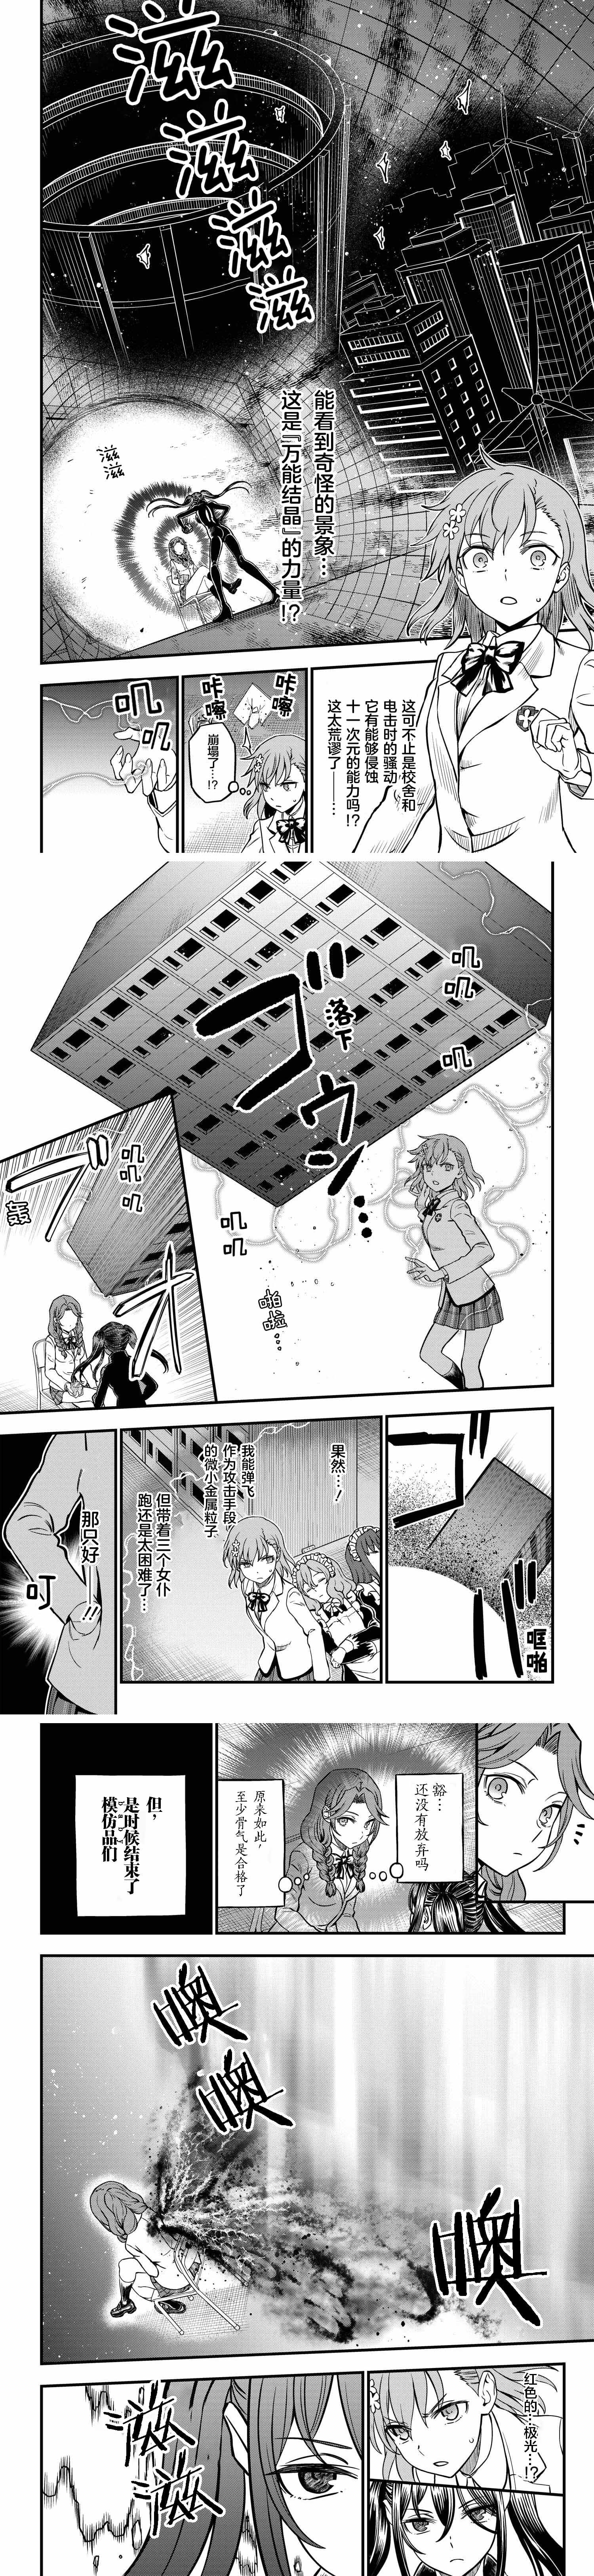 滋
滋
滋
滋
能看到奇怪的景象…
这是『万能结晶』的力量!?
滋
滋
这可不止是校舍和
电击时的骚动
它有能够侵蚀
十一次元的能力吗!?
这太荒谬了———…
咔嚓
咔嚓
崩塌了…!?
叽
叽
叽
叽
落下
ゴウン…
叽
叽
叽
叽
啪啦
轰
哐啪
果然…!
我能弹飞
作为攻击手段
的微小金属粒子
但带着三个女仆
跑还是太困难了…
那只好———!!
叮
豁…
还没有放弃吗
原来如此,
至少骨气是合格了
但,
是时候结束了
模仿品们
噢
噢
噢
红色的…极光…!?
滋
滋